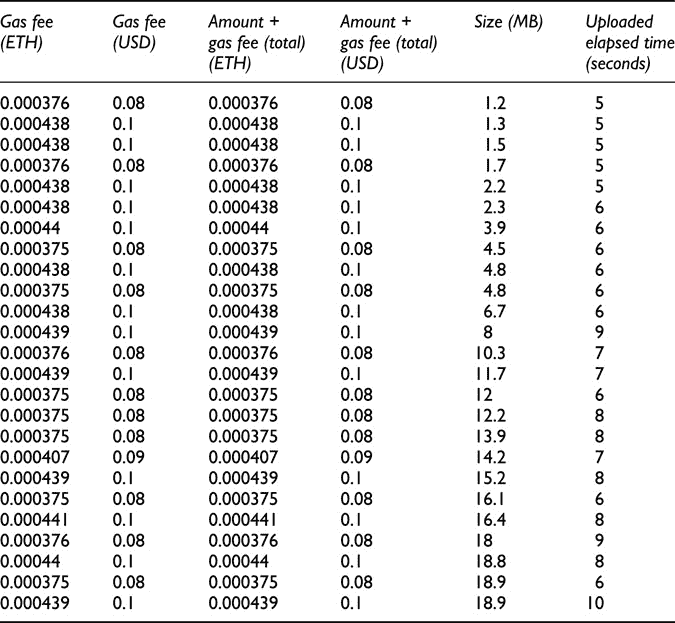 Gas fee (ETH) Gas fee (USD) Amount + gas fee (total) (ETH) Amount + gas fee (total) (USD) Size (MB) Uploaded elapsed time (seconds)
0.000376 0.08 0.000376 0.08 1.2 5
0.000438 0.1 0.000438 0.1 1.3 5
0.000438 0.1 0.000438 0.1 1.5 5
0.000376 0.08 0.000376 0.08 1.7 5
0.000438 0.1 0.000438 0.1 2.2 5
0.000438 0.1 0.000438 0.1 2.3 6
0.00044 0.1 0.00044 0.1 3.9 6
0.000375 0.08 0.000375 0.08 4.5 6
0.000438 0.1 0.000438 0.1 4.8 6
0.000375 0.08 0.000375 0.08 4.8 6
0.000438 0.1 0.000438 0.1 6.7 6
0.000439 0.1 0.000439 0.1 8 9
0.000376 0.08 0.000376 0.08 10.3 7
0.000439 0.1 0.000439 0.1 11.7 7
0.000375 0.08 0.000375 0.08 12 6
0.000375 0.08 0.000375 0.08 12.2 8
0.000375 0.08 0.000375 0.08 13.9 8
0.000407 0.09 0.000407 0.09 14.2 7
0.000439 0.1 0.000439 0.1 15.2 8
0.000375 0.08 0.000375 0.08 16.1 6
0.000441 0.1 0.000441 0.1 16.4 8
0.000376 0.08 0.000376 0.08 18 9
0.00044 0.1 0.00044 0.1 18.8 8
0.000375 0.08 0.000375 0.08 18.9 6
0.000439 0.1 0.000439 0.1 18.9 10